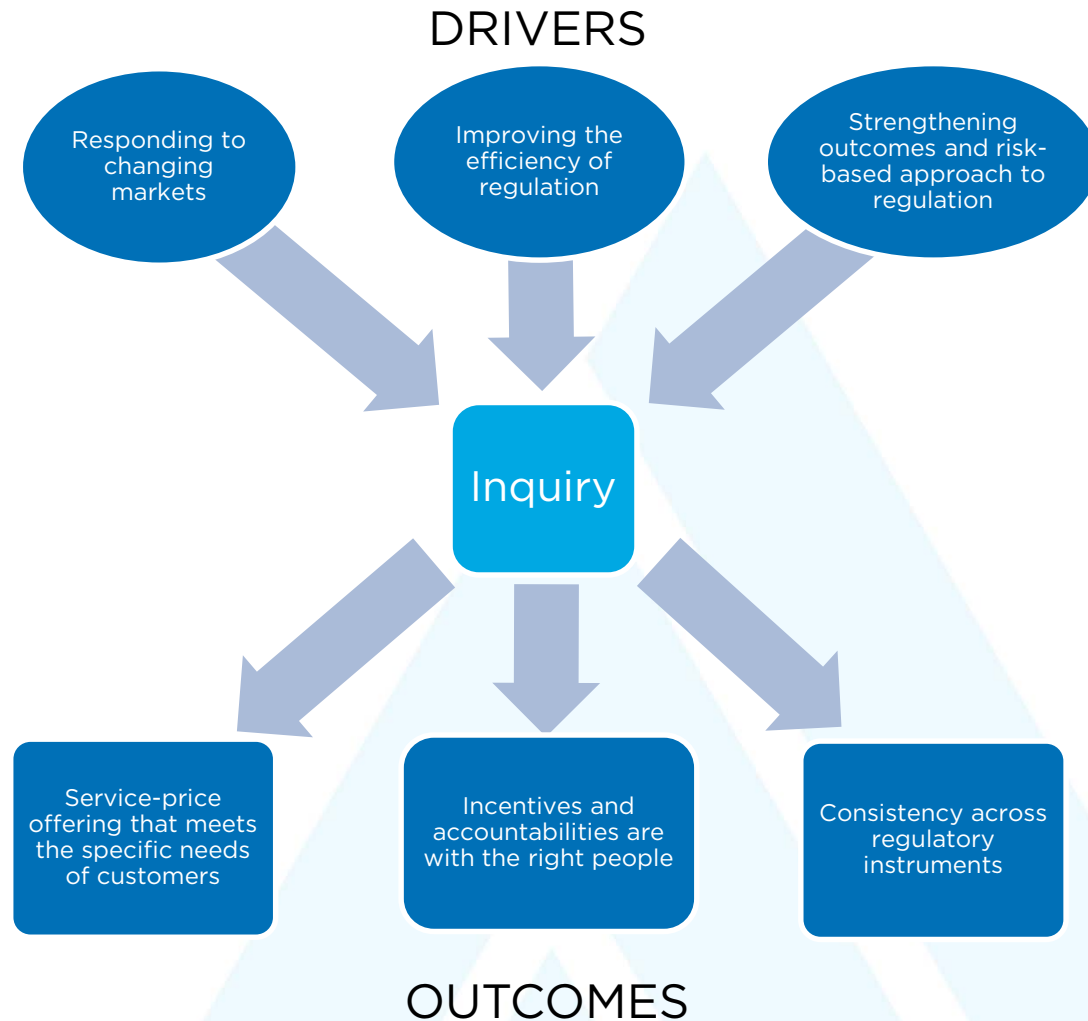 DRIVERS
Responding to
changing
markets
Improving the
efficiency of
regulation
Strengthening
outcomes and risk-
based approach to
regulation
Inquiry
Service-price
offering that meets
the specific needs
of customers
Incentives and
accountabilities are
with the right people
Consistency across
regulatory
instruments
OUTCOMES